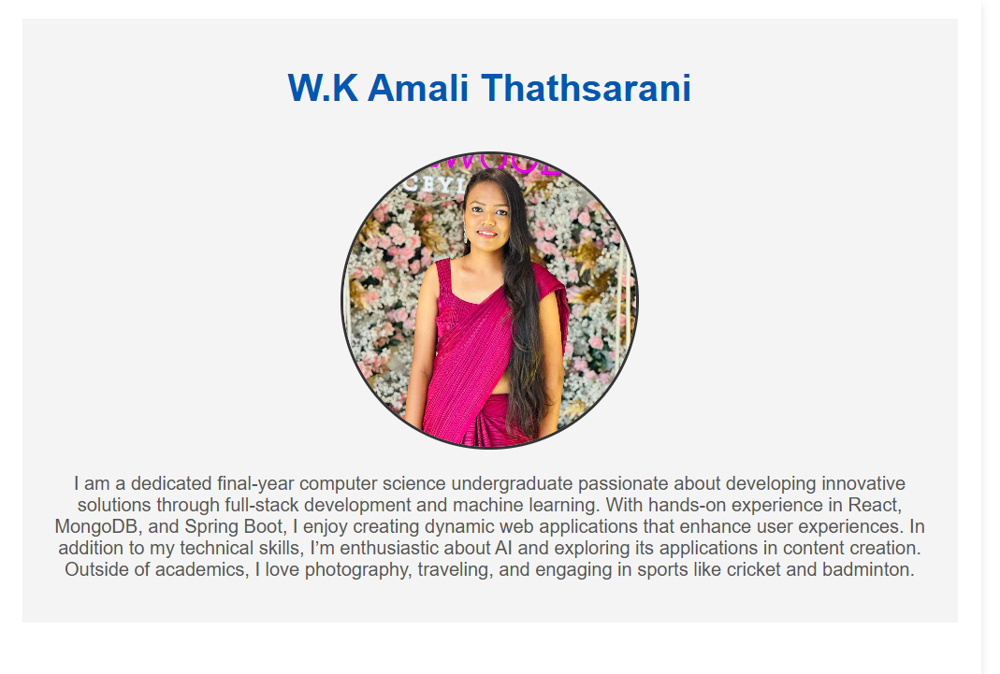 W.K Amali Thathsarani
CEYL
I am a dedicated final-year computer science undergraduate passionate about developing innovative
solutions through full-stack development and machine learning. With hands-on experience in React,
MongoDB, and Spring Boot, I enjoy creating dynamic web applications that enhance user experiences. In
addition to my technical skills, I’m enthusiastic about AI and exploring its applications in content creation.
Outside of academics, I love photography, traveling, and engaging in sports like cricket and badminton.